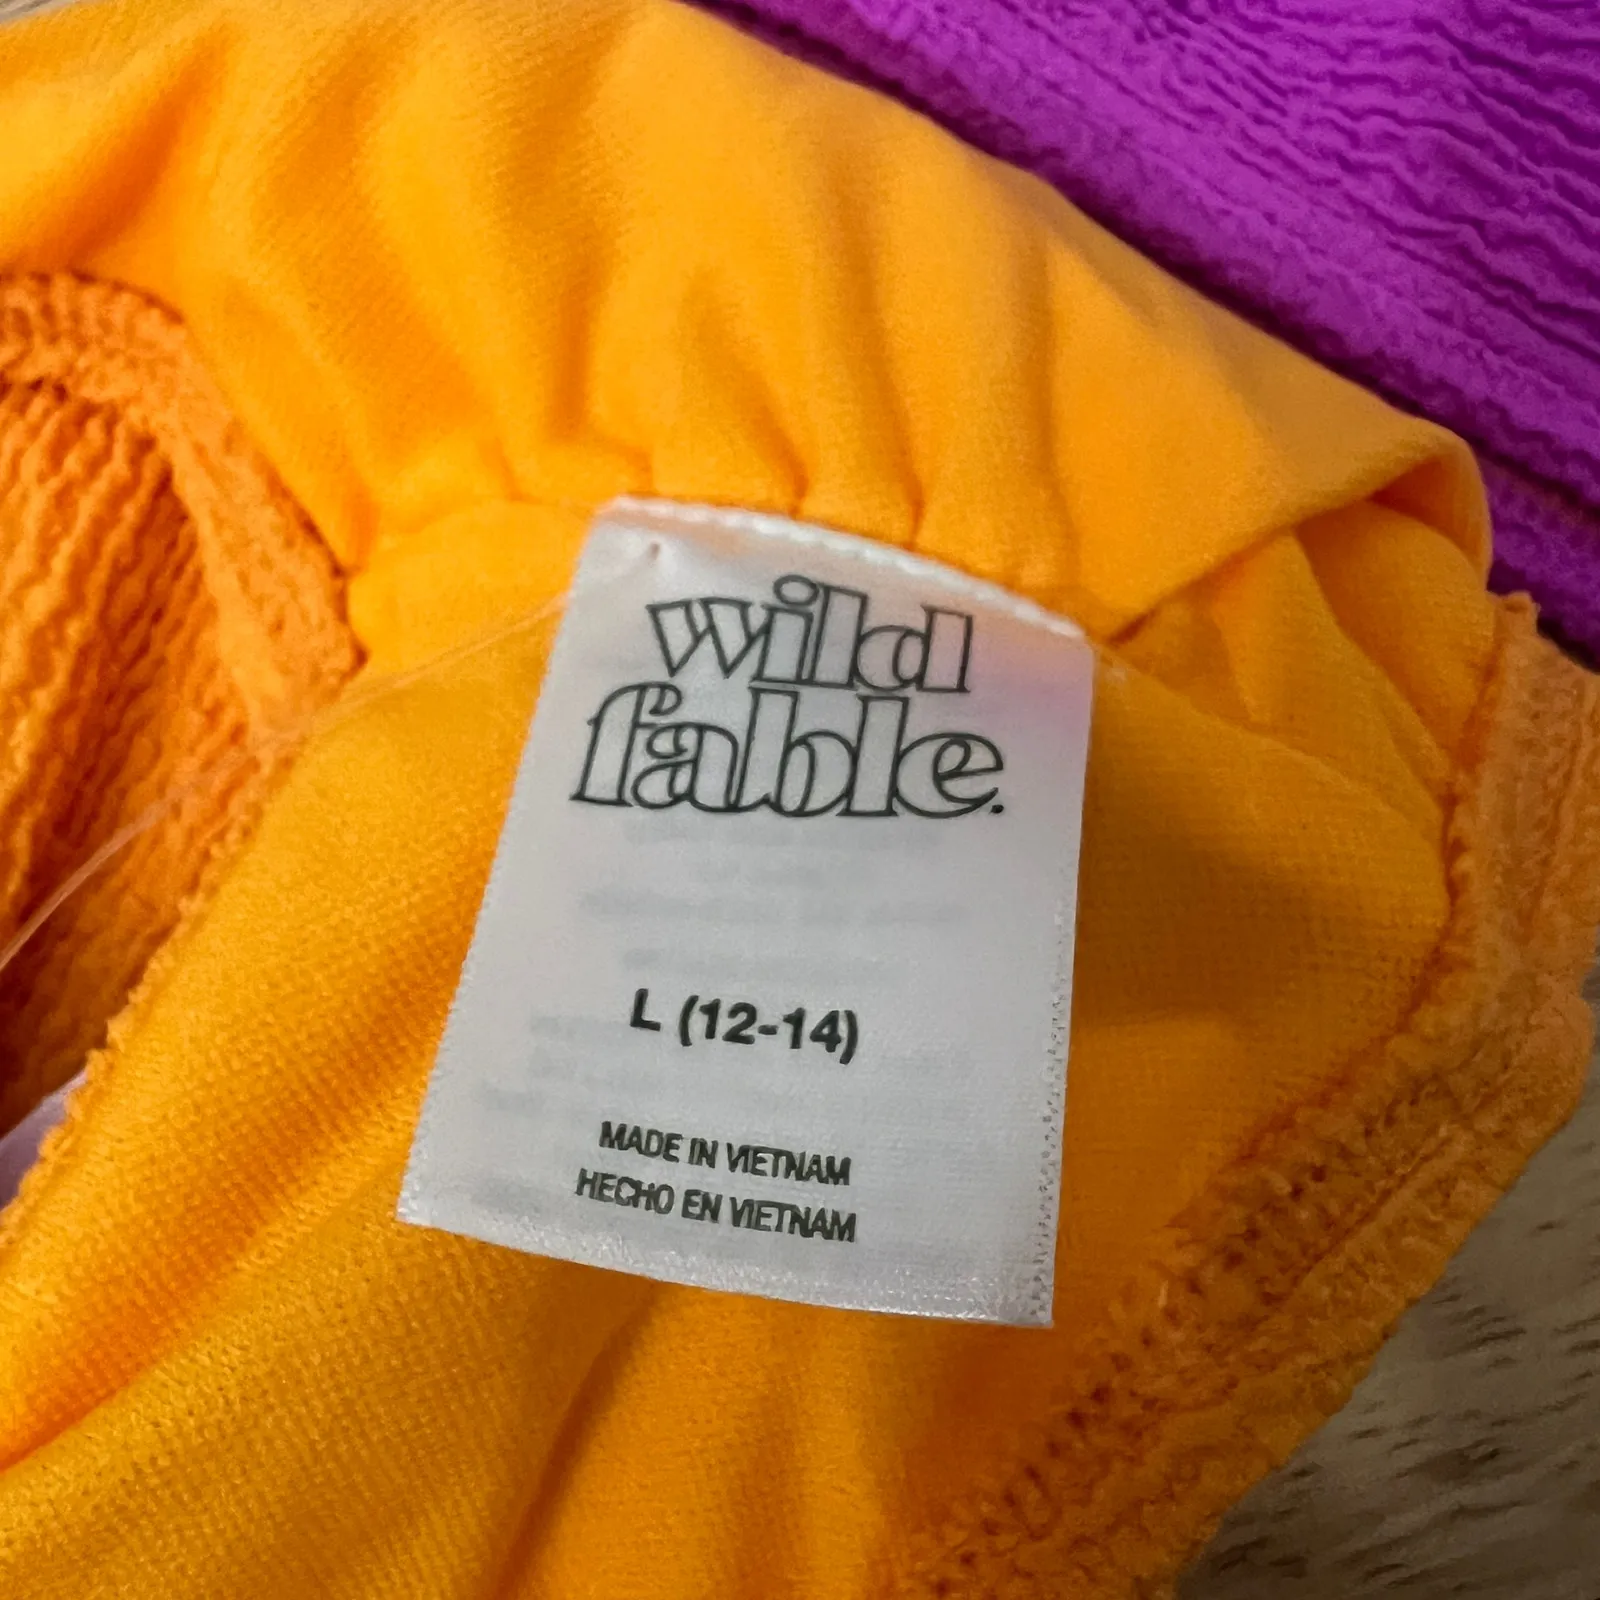 wild
fable.
L (12-14)
MADE IN VIETNAM
HECHO EN VIETNAM